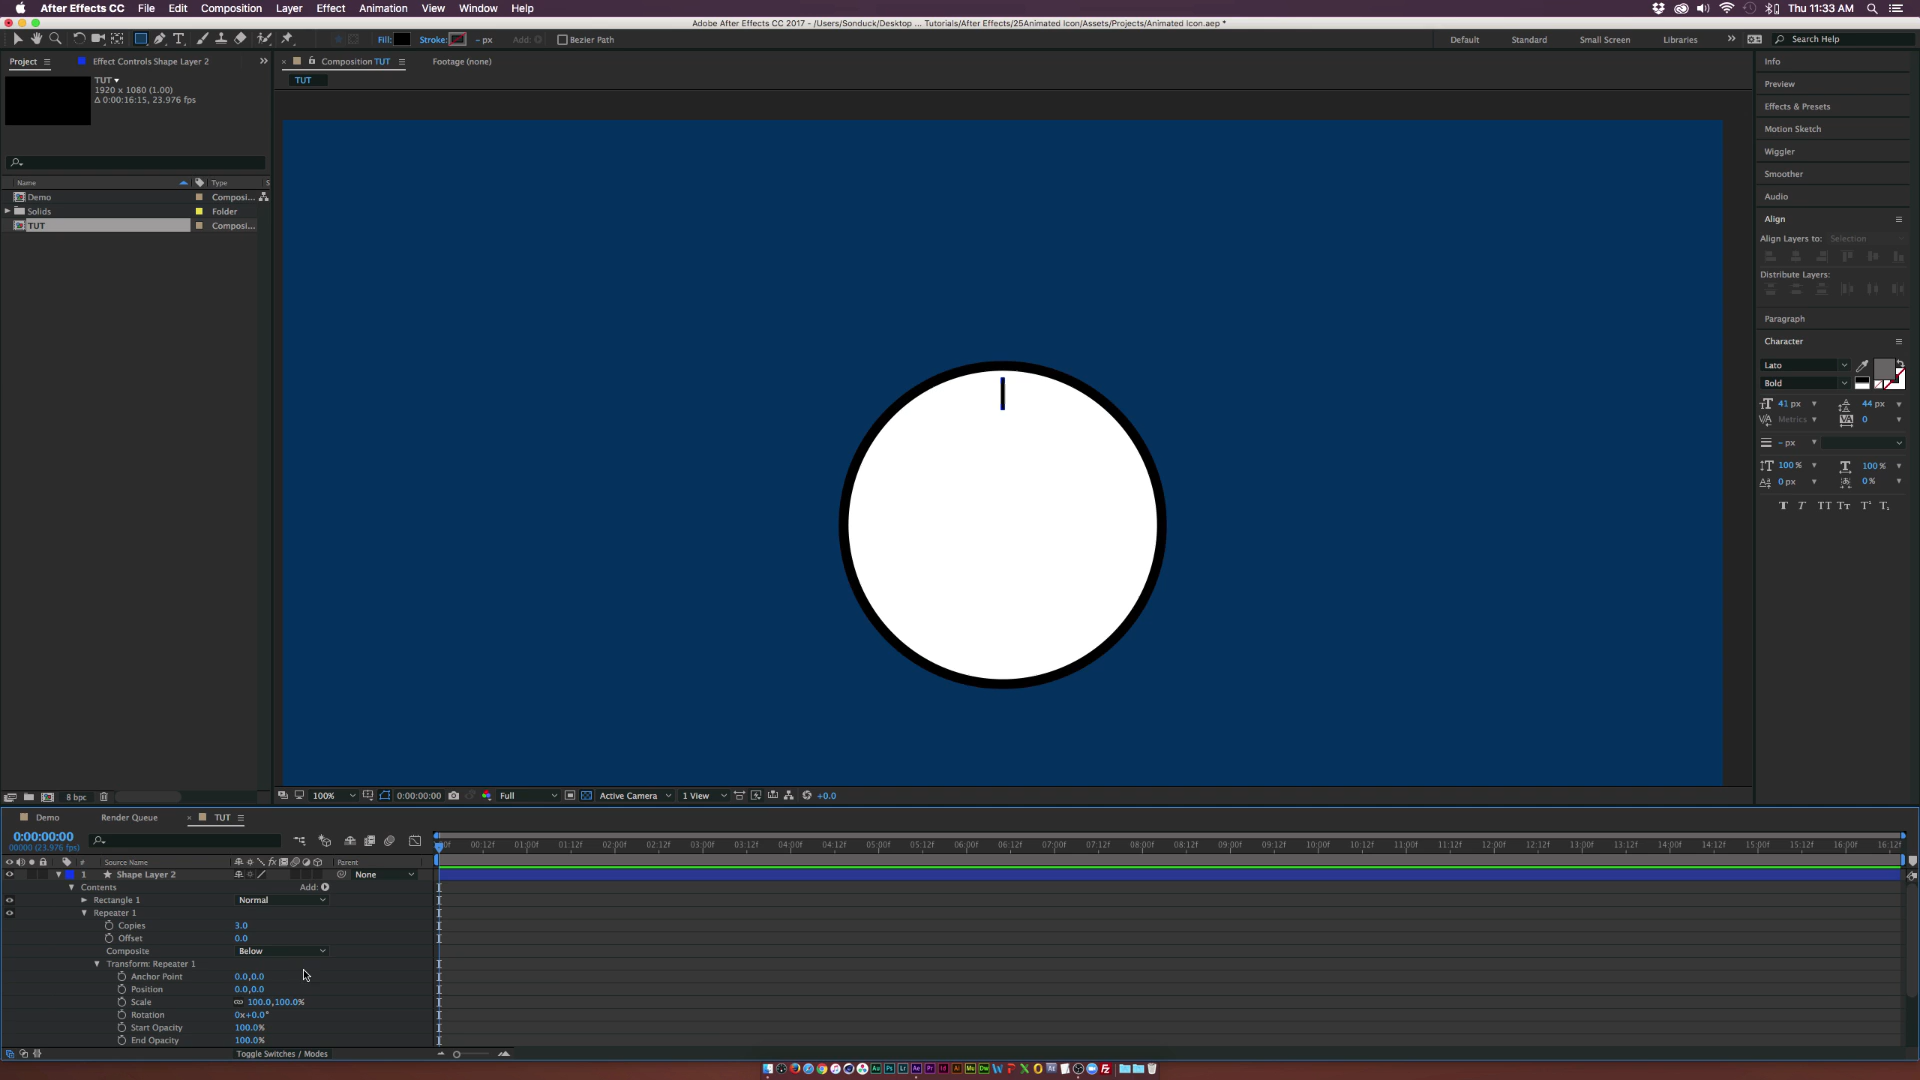 After Effects CC File Edit Composition Layer Effect Animation View Window Help Thu 11:33 AM
Adobe After Effects CC 2017 - /Users/Sonduck/Desktop ... Tutorials/After Effects/25Animated Icon/Assets/Projects/Animated Icon.aep *
Fill: Stroke: - px Add: Bezier Path Default Standard Small Screen Libraries Search Help
Project Effect Controls Shape Layer 2 Composition TUT Footage (none) Info
TUT
1920 x 1080 (1.00)
Δ 0:00:16:15, 23.976 fps
TUT
Preview
Effects & Presets
Motion Sketch
Wiggler
Smoother
Audio
Align
Align Layers to: Selection
Distribute Layers:
Paragraph
Character
Lato
Bold
41 px 44 px
Metrics 0
- px
100 % 100 %
0 px 0 %
T T TT Tt T' T,
Name Type S
Demo Composi...
Solids Folder
TUT Composi...
8 bpc 100% 0:00:00:00 Full Active Camera 1 View +0.0
Demo Render Queue TUT
0:00:00:00
00000 (23.976 fps)
00:12f 01:00f 01:12f 02:00f 02:12f 03:00f 03:12f 04:00f 04:12f 05:00f 05:12f 06:00f 06:12f 07:00f 07:12f 08:00f 08:12f 09:00f 09:12f 10:00f 10:12f 11:00f 11:12f 12:00f 12:12f 13:00f 13:12f 14:00f 14:12f 15:00f 15:12f 16:00f 16:12f
# Source Name Parent
1 Shape Layer 2 None
Contents Add:
Rectangle 1 Normal
Repeater 1
Copies 3.0
Offset 0.0
Composite Below
Transform: Repeater 1
Anchor Point 0.0,0.0
Position 0.0,0.0
Scale 100.0,100.0%
Rotation 0x+0.0°
Start Opacity 100.0%
End Opacity 100.0%
Toggle Switches / Modes